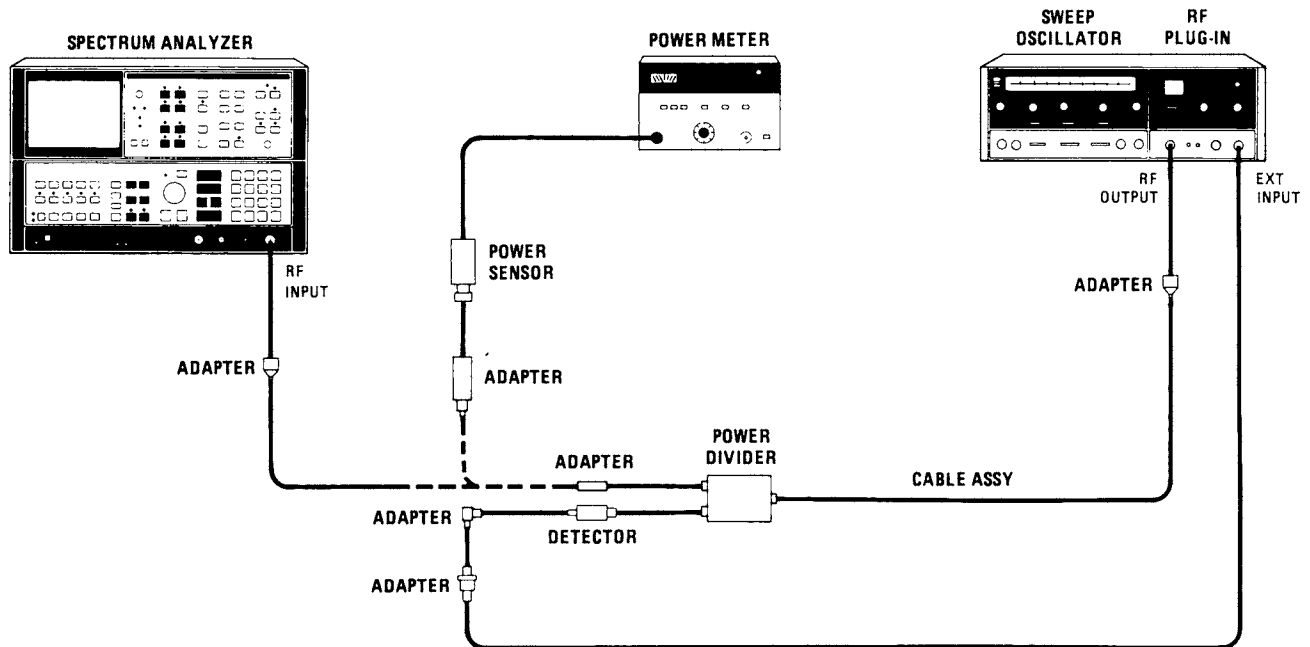 SPECTRUM ANALYZER
POWER METER
SWEEP
OSCILLATOR
RF
PLUG-IN
RF
OUTPUT
EXT
INPUT
POWER
SENSOR
RF
INPUT
ADAPTER
ADAPTER
ADAPTER
ADAPTER
POWER
DIVIDER
CABLE ASSY
ADAPTER
DETECTOR
ADAPTER